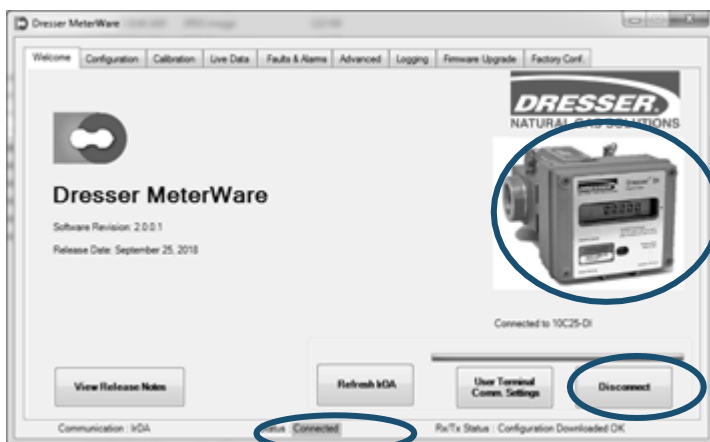 Dresser MeterWare
Welcome Configuration Calibration Live Data Faults & Alarms Advanced Logging Firmware Upgrade Factory Conf.
DRESSER
NATURAL GAS SOLUTIONS
Dresser MeterWare
Software Revision: 2.0.0.1
Release Date: September 25, 2018
Connected to 10C25-DI
View Release Notes
Refresh IrDA
User Terminal
Comm. Settings
Disconnect
Communication : IrDA
Status : Connected
Rx/Tx Status : Configuration Downloaded OK